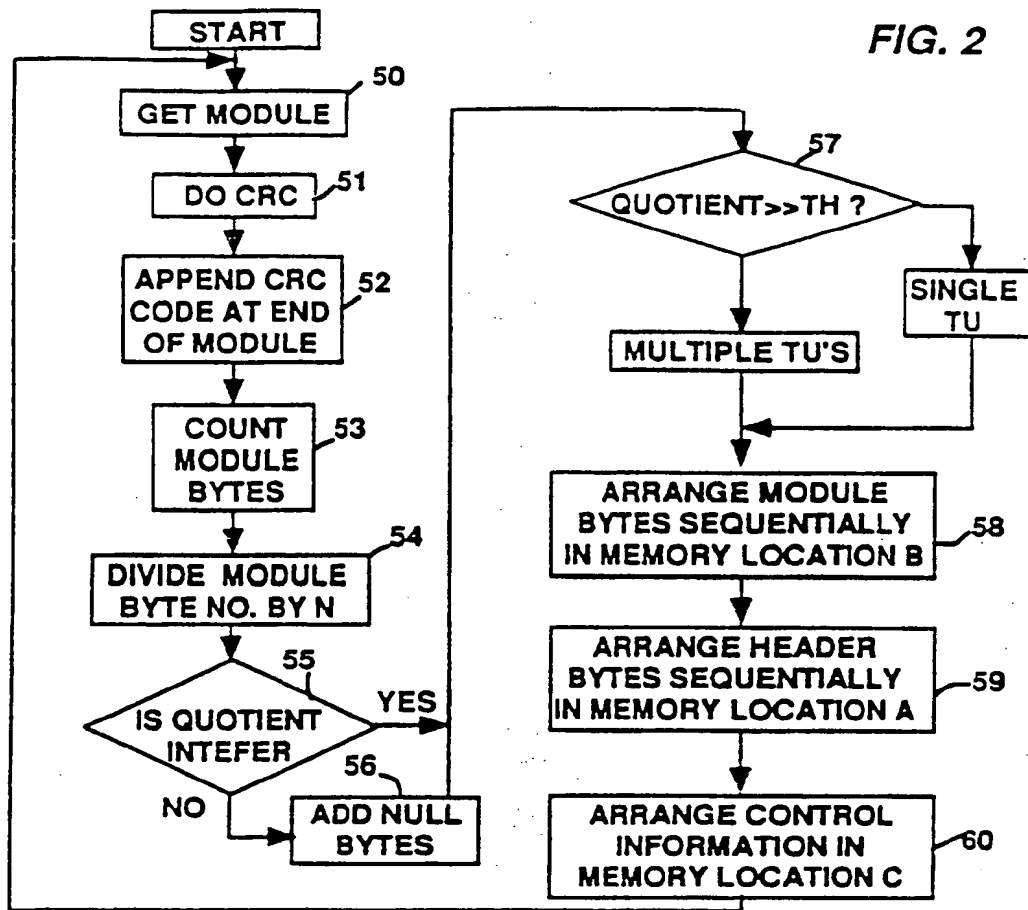 FIG. 2
START
50
GET MODULE
51
DO CRC
52
APPEND CRC
CODE AT END
OF MODULE
53
COUNT
MODULE
BYTES
54
DIVIDE MODULE
BYTE NO. BY N
55
IS QUOTIENT
INTEFER
YES
NO
56
ADD NULL
BYTES
57
QUOTIENT>>TH ?
SINGLE
TU
MULTIPLE TU'S
ARRANGE MODULE
BYTES SEQUENTIALLY
IN MEMORY LOCATION B
58
ARRANGE HEADER
BYTES SEQUENTIALLY
IN MEMORY LOCATION A
59
ARRANGE CONTROL
INFORMATION IN
MEMORY LOCATION C
60